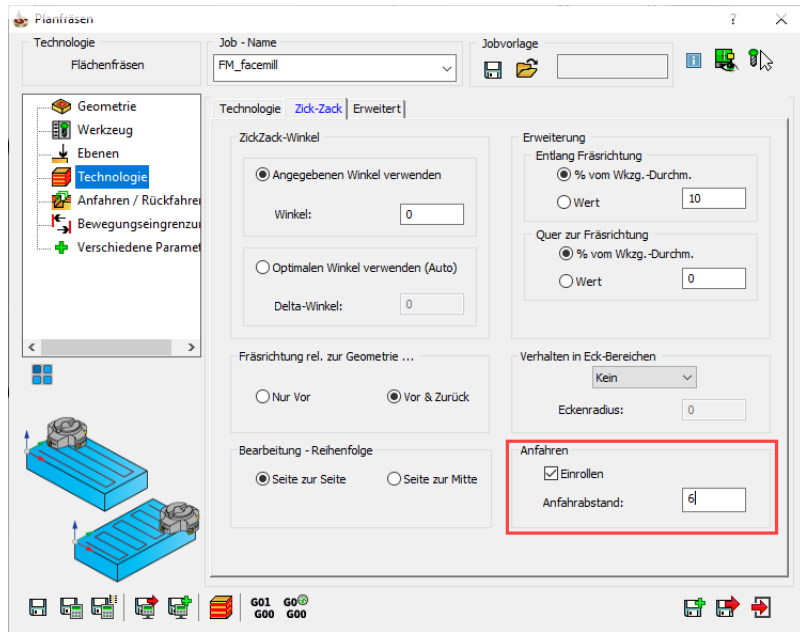 Planfräsen
?
Technologie
Flächenfräsen
Job - Name
FM_facemill
Jobvorlage
Geometrie
Werkzeug
Ebenen
Technologie
Anfahren / Rückfahre
Bewegungseingrenzu
Verschiedene Paramet
Technologie Zick-Zack Erweitert
ZickZack-Winkel
Angegebenen Winkel verwenden
Winkel: 0
Optimalen Winkel verwenden (Auto)
Delta-Winkel: 0
Erweiterung
Entlang Fräsrichtung
% vom Wkzg.-Durchm.
Wert 10
Quer zur Fräsrichtung
% vom Wkzg.-Durchm.
Wert 0
Fräsrichtung rel. zur Geometrie ...
Nur Vor Vor & Zurück
Verhalten in Eck-Bereichen
Kein
Eckenradius: 0
Bearbeitung - Reihenfolge
Seite zur Seite Seite zur Mitte
Anfahren
Einrollen
Anfahrabstand: 6
G01 G0
G00 G00